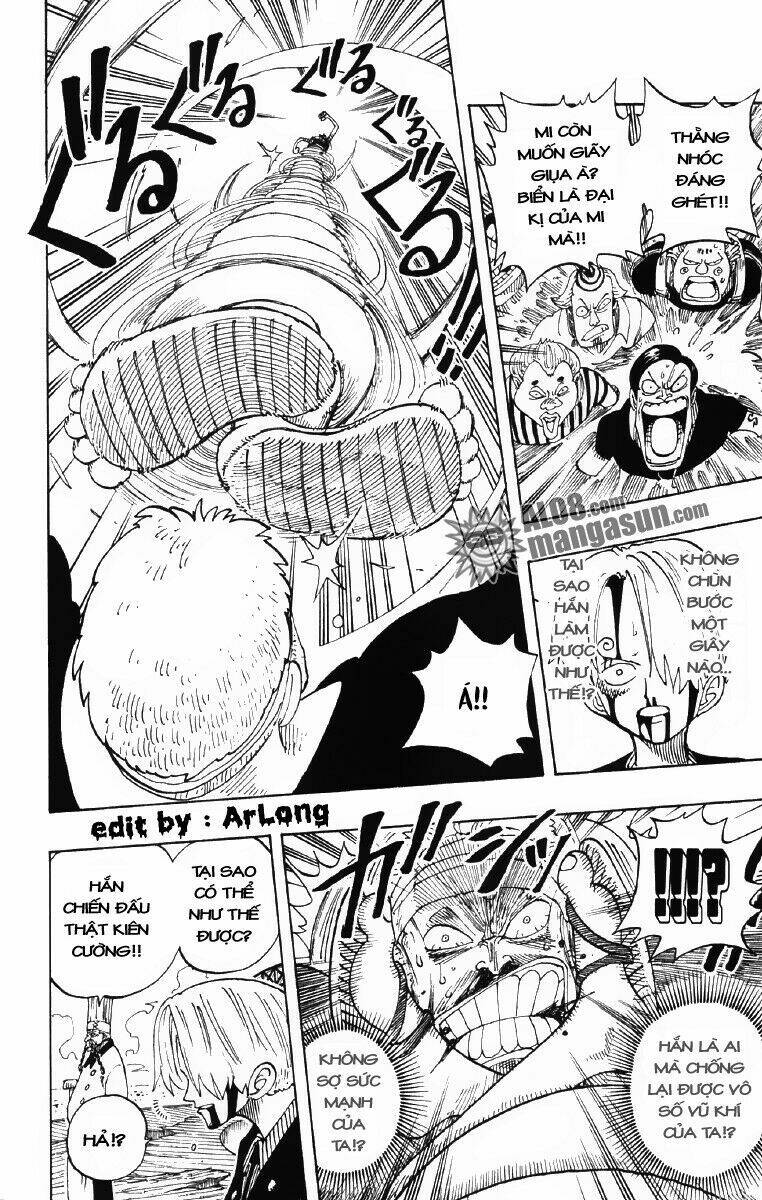 THẰNG
NHÓC
ĐÁNG
GHÉT!!
MI CÒN
MUỐN GIÃY
GIỤA À?
BIỂN LÀ ĐẠI
KỊ CỦA MI
MÀ!!
ぐる
ぐる
ぐる
ぐる
ぐる
!!!
AL08.com
mangasun.com
KHÔNG
CHÙN
BƯỚC
MỘT
GIÂY
NÀO...
TẠI
SAO
HẮN
LÀM
ĐƯỢC
NHƯ
THẾ!?
Á!!
edit by : ArLong
!!!!?
ガガ
HẮN LÀ AI
MÀ CHỐNG
LẠI ĐƯỢC VÔ
SỐ VŨ KHÍ
CỦA TA!?
KHÔNG
SỢ SỨC
MẠNH
CỦA
TA!?
TẠI SAO
CÓ THỂ
NHƯ THẾ
ĐƯỢC?
HẮN
CHIẾN ĐẤU
THẬT KIÊN
CƯỜNG!!
HẢ!?